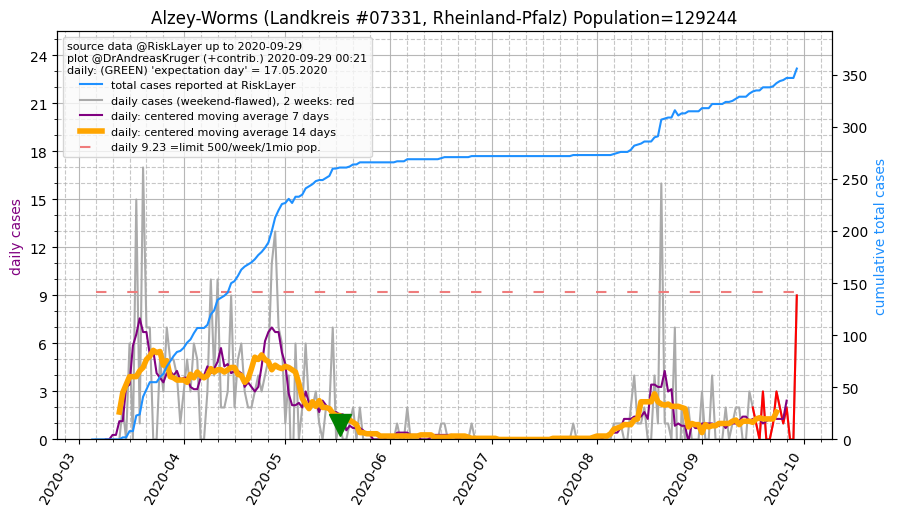 Alzey-Worms (Landkreis #07331, Rheinland-Pfalz) Population=129244
source data @RiskLayer up to 2020-09-29
plot @DrAndreasKruger (+contrib.) 2020-09-29 00:21
daily: (GREEN) 'expectation day' = 17.05.2020
total cases reported at RiskLayer
daily cases (weekend-flawed), 2 weeks: red
daily: centered moving average 7 days
daily: centered moving average 14 days
daily 9.23 =limit 500/week/1mio pop.
daily cases
24
21
18
15
12
9
6
3
0
cumulative total cases
350
300
250
200
150
100
50
0
2020-03
2020-04
2020-05
2020-06
2020-07
2020-08
2020-09
2020-10